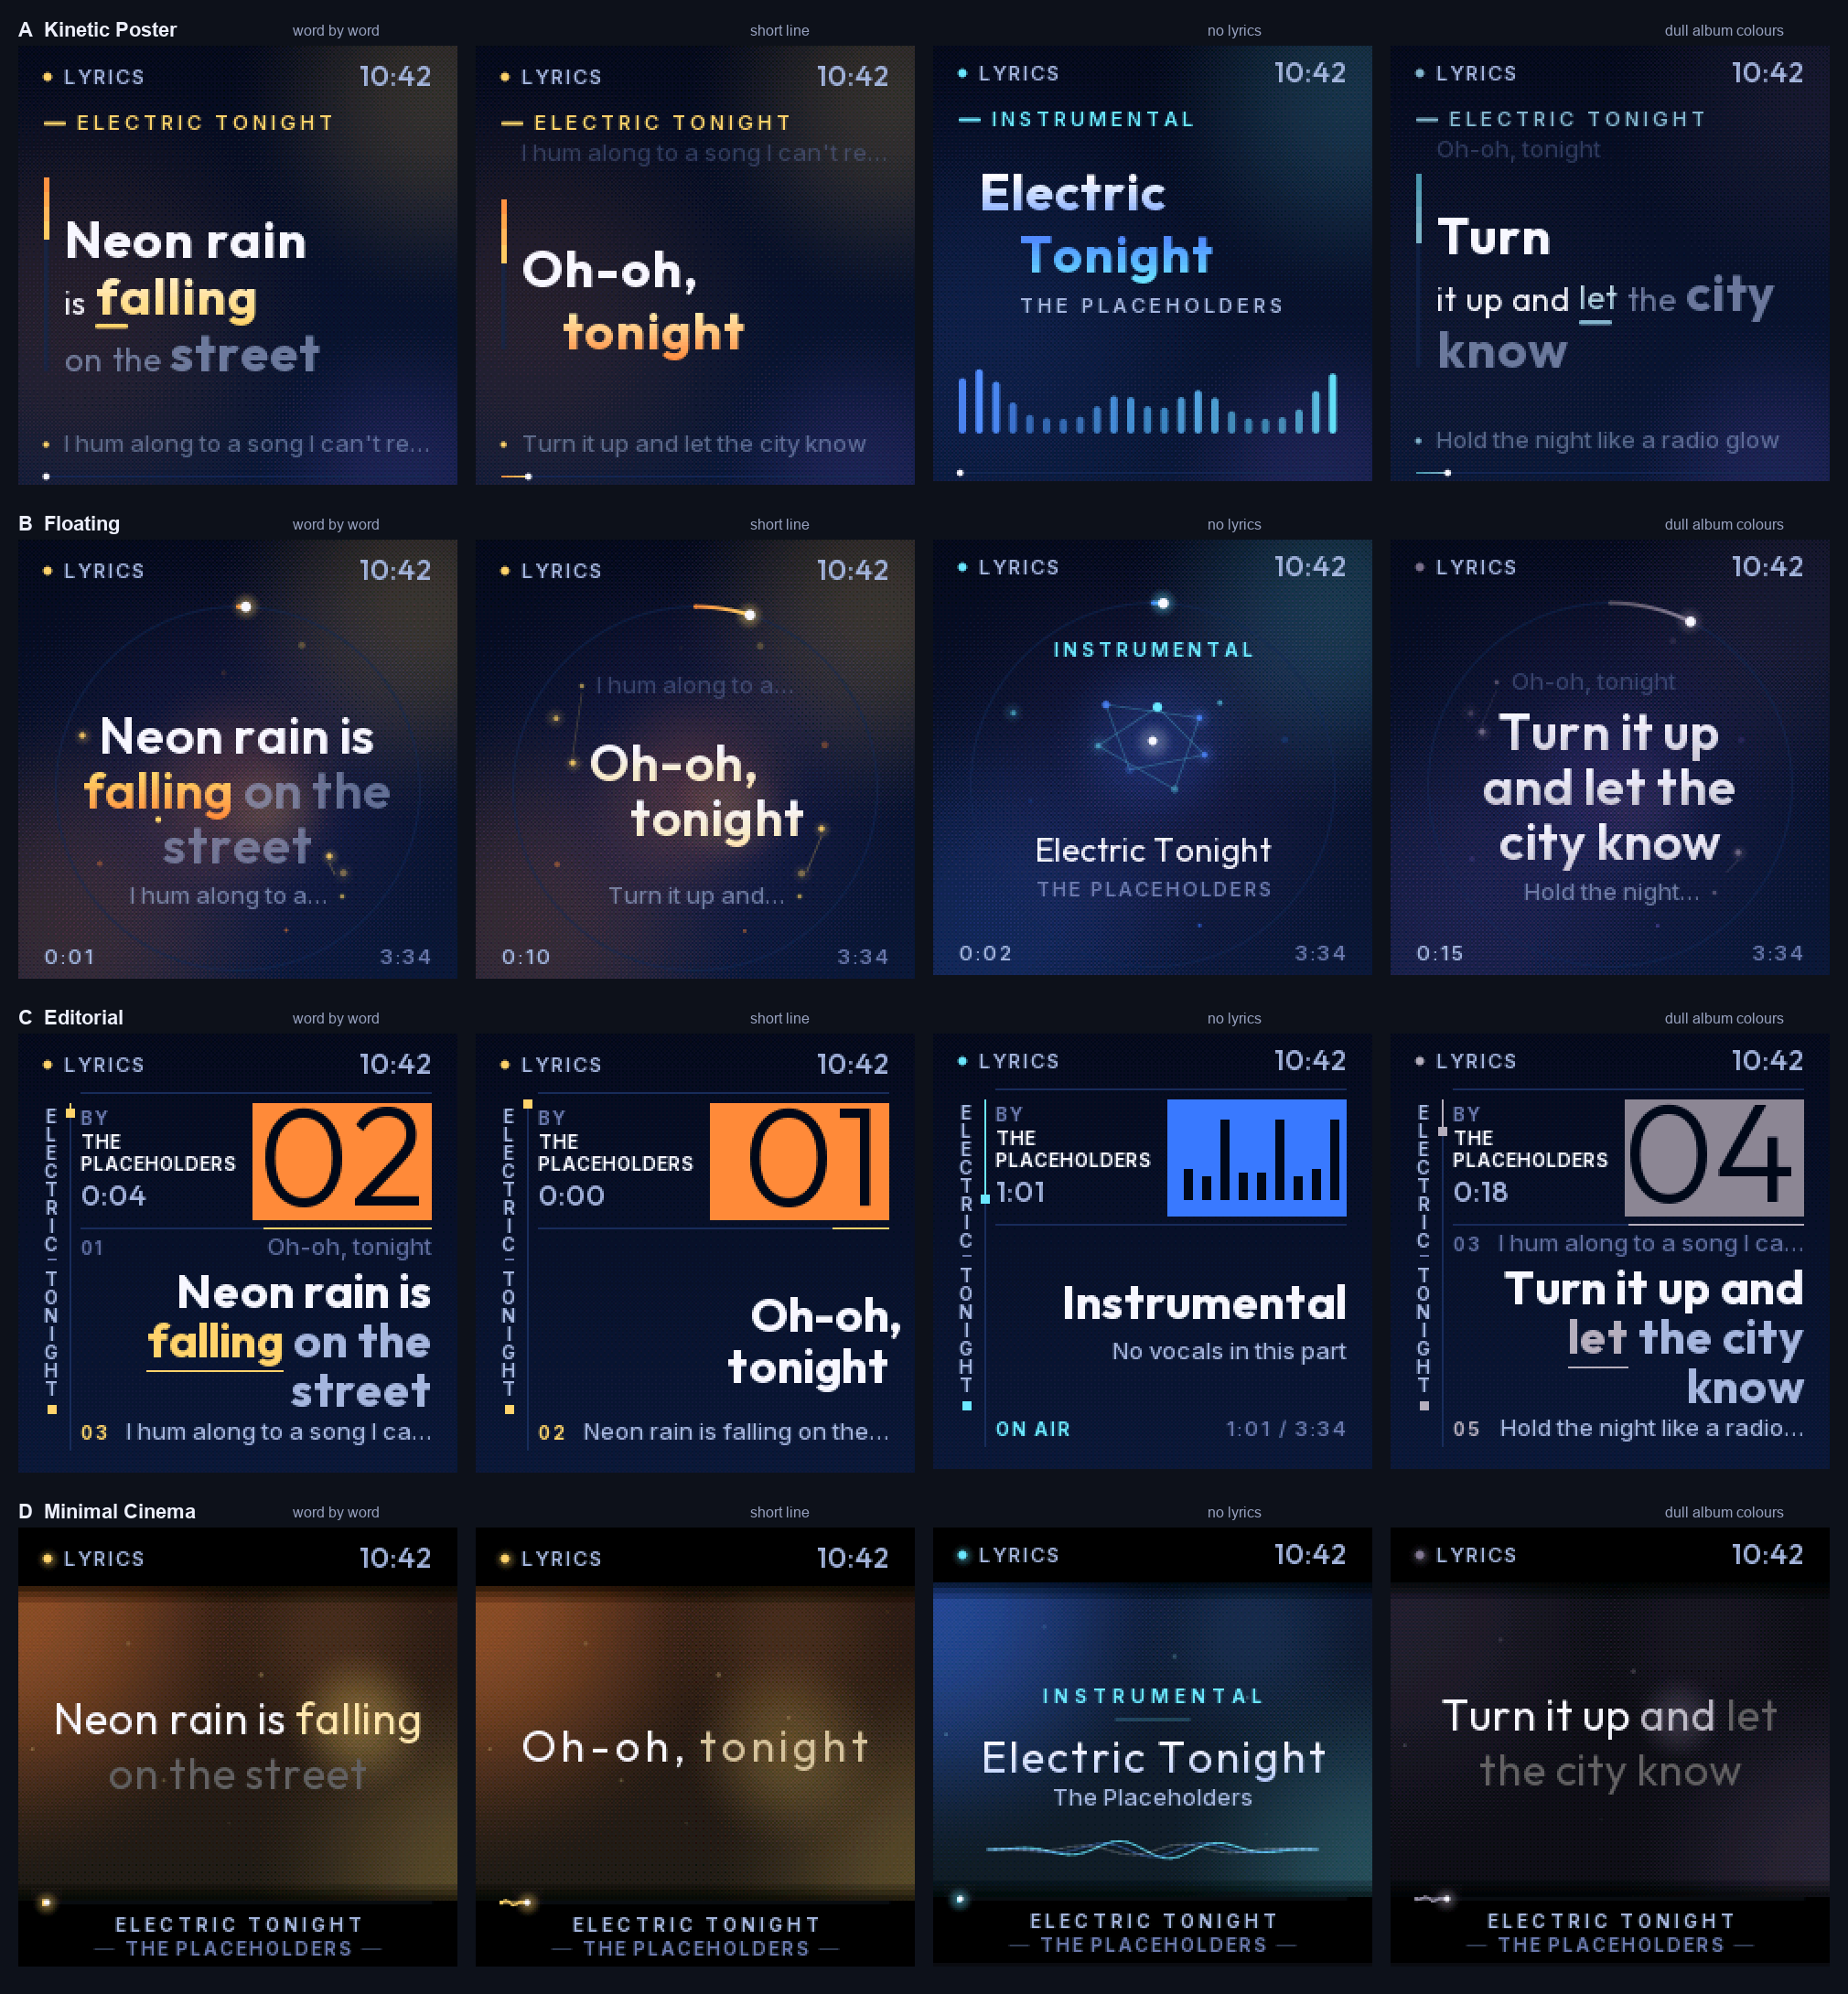 A Kinetic Poster word by word short line no lyrics dull album colours
LYRICS 10:42
ELECTRIC TONIGHT
Neon rain
is falling
on the street
I hum along to a song I can't re...
LYRICS 10:42
ELECTRIC TONIGHT
I hum along to a song I can't re...
Oh-oh,
tonight
Turn it up and let the city know
LYRICS 10:42
INSTRUMENTAL
Electric
Tonight
THE PLACEHOLDERS
LYRICS 10:42
ELECTRIC TONIGHT
Oh-oh, tonight
Turn
it up and let the city
know
Hold the night like a radio glow
B Floating word by word short line no lyrics dull album colours
LYRICS 10:42
Neon rain is
falling on the
street
I hum along to a...
0:01 3:34
LYRICS 10:42
I hum along to a...
Oh-oh,
tonight
Turn it up and...
0:10 3:34
LYRICS 10:42
INSTRUMENTAL
Electric Tonight
THE PLACEHOLDERS
0:02 3:34
LYRICS 10:42
Oh-oh, tonight
Turn it up
and let the
city know
Hold the night...
0:15 3:34
C Editorial word by word short line no lyrics dull album colours
LYRICS 10:42
ELECTRIC – TONIGHT
BY
THE
PLACEHOLDERS
0:04
02
01 Oh-oh, tonight
Neon rain is
falling on the
street
03 I hum along to a song I ca...
LYRICS 10:42
ELECTRIC – TONIGHT
BY
THE
PLACEHOLDERS
0:00
01
Oh-oh,
tonight
02 Neon rain is falling on the...
LYRICS 10:42
ELECTRIC – TONIGHT
BY
THE
PLACEHOLDERS
1:01
Instrumental
No vocals in this part
ON AIR 1:01 / 3:34
LYRICS 10:42
ELECTRIC – TONIGHT
BY
THE
PLACEHOLDERS
0:18
04
03 I hum along to a song I ca...
Turn it up and
let the city
know
05 Hold the night like a radio...
D Minimal Cinema word by word short line no lyrics dull album colours
LYRICS 10:42
Neon rain is falling
on the street
ELECTRIC TONIGHT
— THE PLACEHOLDERS —
LYRICS 10:42
Oh-oh, tonight
ELECTRIC TONIGHT
— THE PLACEHOLDERS —
LYRICS 10:42
INSTRUMENTAL
Electric Tonight
The Placeholders
ELECTRIC TONIGHT
— THE PLACEHOLDERS —
LYRICS 10:42
Turn it up and let
the city know
ELECTRIC TONIGHT
— THE PLACEHOLDERS —